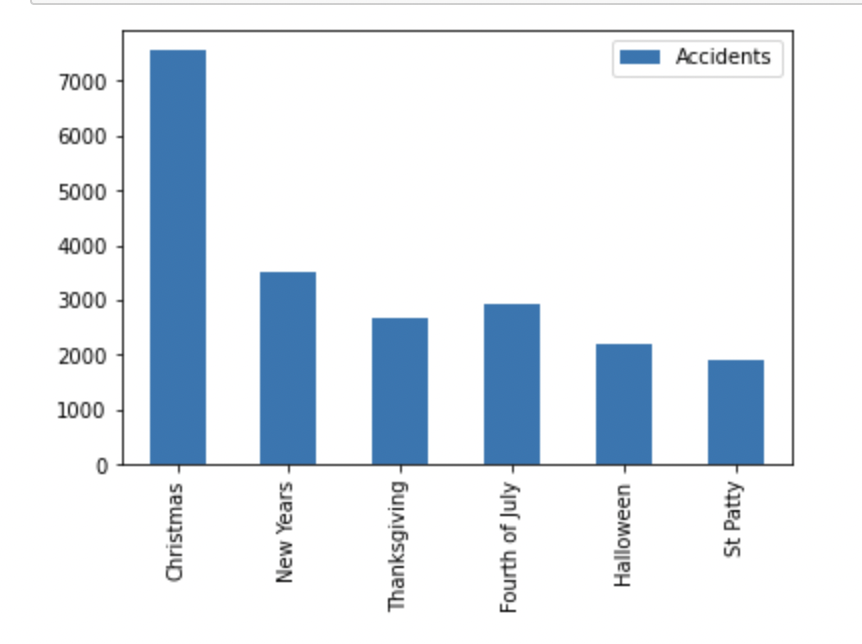 Accidents
7000
6000
5000
4000
3000
2000
1000
0
Christmas
New Years
Thanksgiving
Fourth of July
Halloween
St Patty